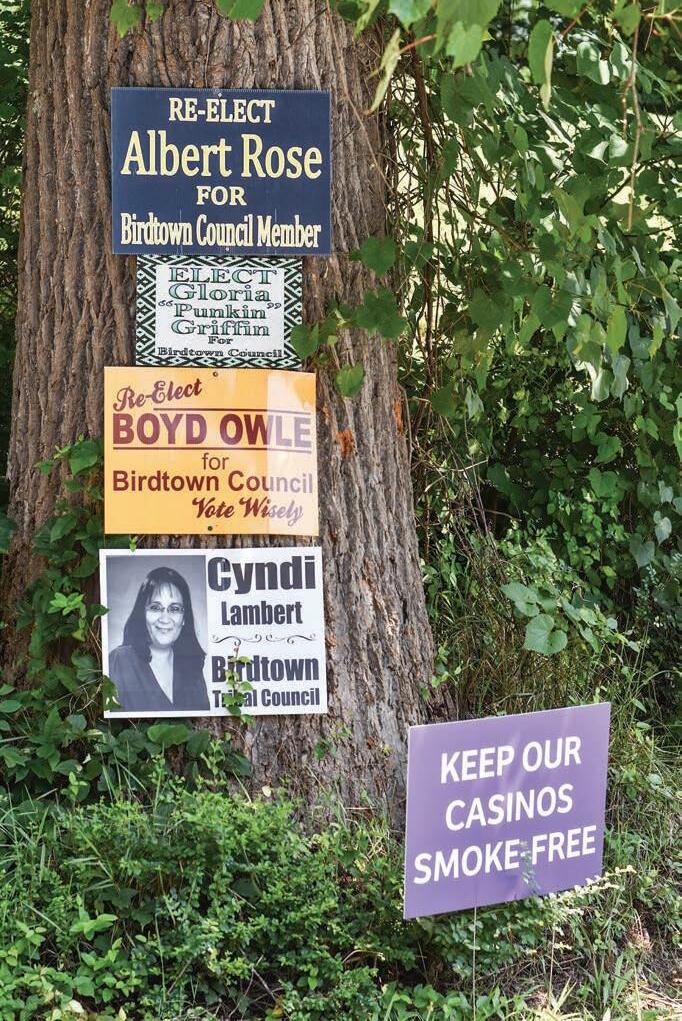 RE-ELECT
Albert Rose
FOR
Birdtown Council Member
ELECT
Gloria
"Punkin"
Griffin
For
Birdtown Council
Re-Elect
BOYD OWLE
for
Birdtown Council
Vote Wisely
Cyndi
Lambert
Birdtown
Tribal Council
KEEP OUR
CASINOS
SMOKE-FREE